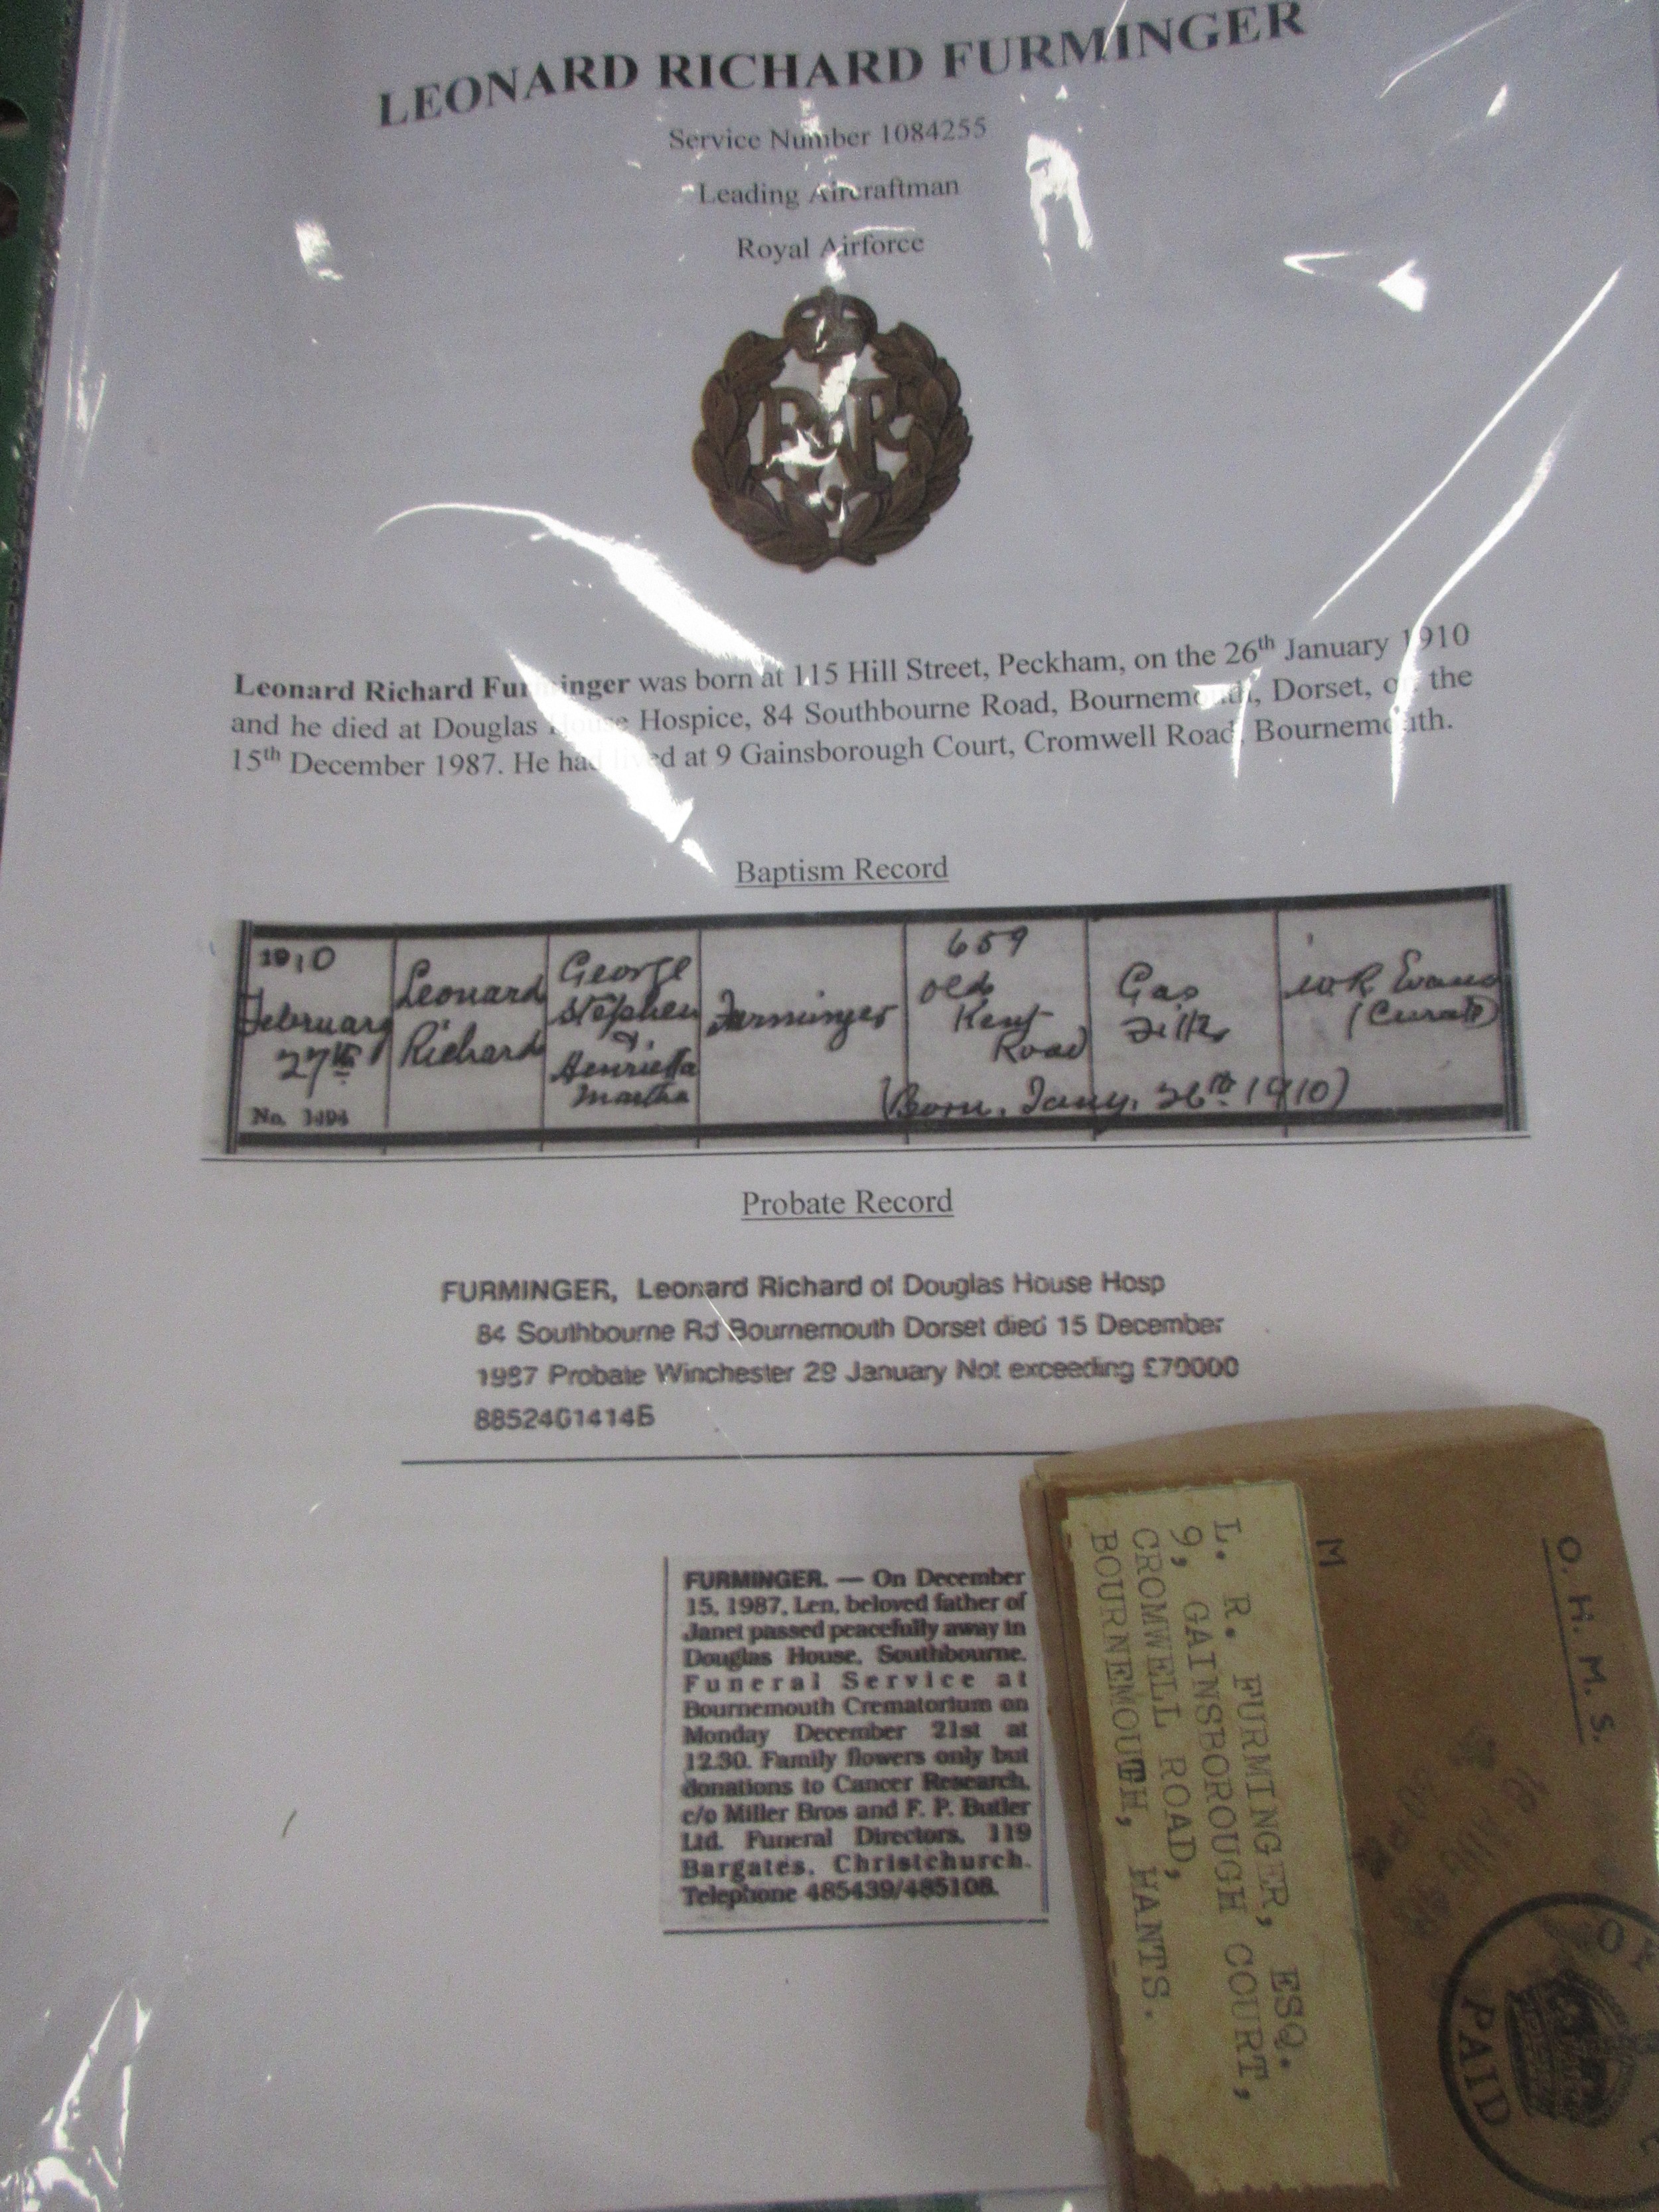 LEONARD RICHARD FURMINGER
Service Number 1084255
Leading Aircraftman
Royal Airforce
Leonard Richard Furminger was born at 115 Hill Street, Peckham, on the 26th January 1910
and he died at Douglas House Hospice, 84 Southbourne Road, Bournemouth, Dorset, on the
15th December 1987. He had lived at 9 Gainsborough Court, Cromwell Road, Bournemouth.
Baptism Record
1910
February
27th
No. 3494
Leonard
Richard
George
Stephen
&
Henrietta
Martha
Furminger
659
Old
Kent
Road
Gas
Fitter
W R Evans
(Curate)
(Born, Jany. 26th 1910)
Probate Record
FURMINGER, Leonard Richard of Douglas House Hosp
84 Southbourne Rd Bournemouth Dorset died 15 December
1987 Probate Winchester 29 January Not exceeding £70000
FURMINGER. — On December
15, 1987, Len, beloved father of
Janet passed peacefully away in
Douglas House, Southbourne.
Funeral Service at
Bournemouth Crematorium on
Monday December 21st at
12.30. Family flowers only but
donations to Cancer Research,
c/o Miller Bros and F. P. Butler
Ltd. Funeral Directors, 119
Bargates, Christchurch.
Telephone 485439/485108.
O. H. M. S.
M
L. R. FURMINGER, ESQ.
9, GAINSBOROUGH COURT,
CROMWELL ROAD,
BOURNEMOUTH, HANTS.
PAID